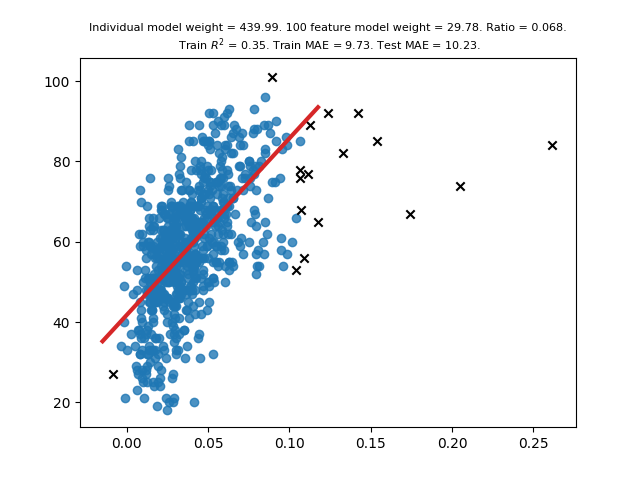 Individual model weight = 439.99. 100 feature model weight = 29.78. Ratio = 0.068.
Train R² = 0.35. Train MAE = 9.73. Test MAE = 10.23.
100
80
60
40
20
0.00 0.05 0.10 0.15 0.20 0.25